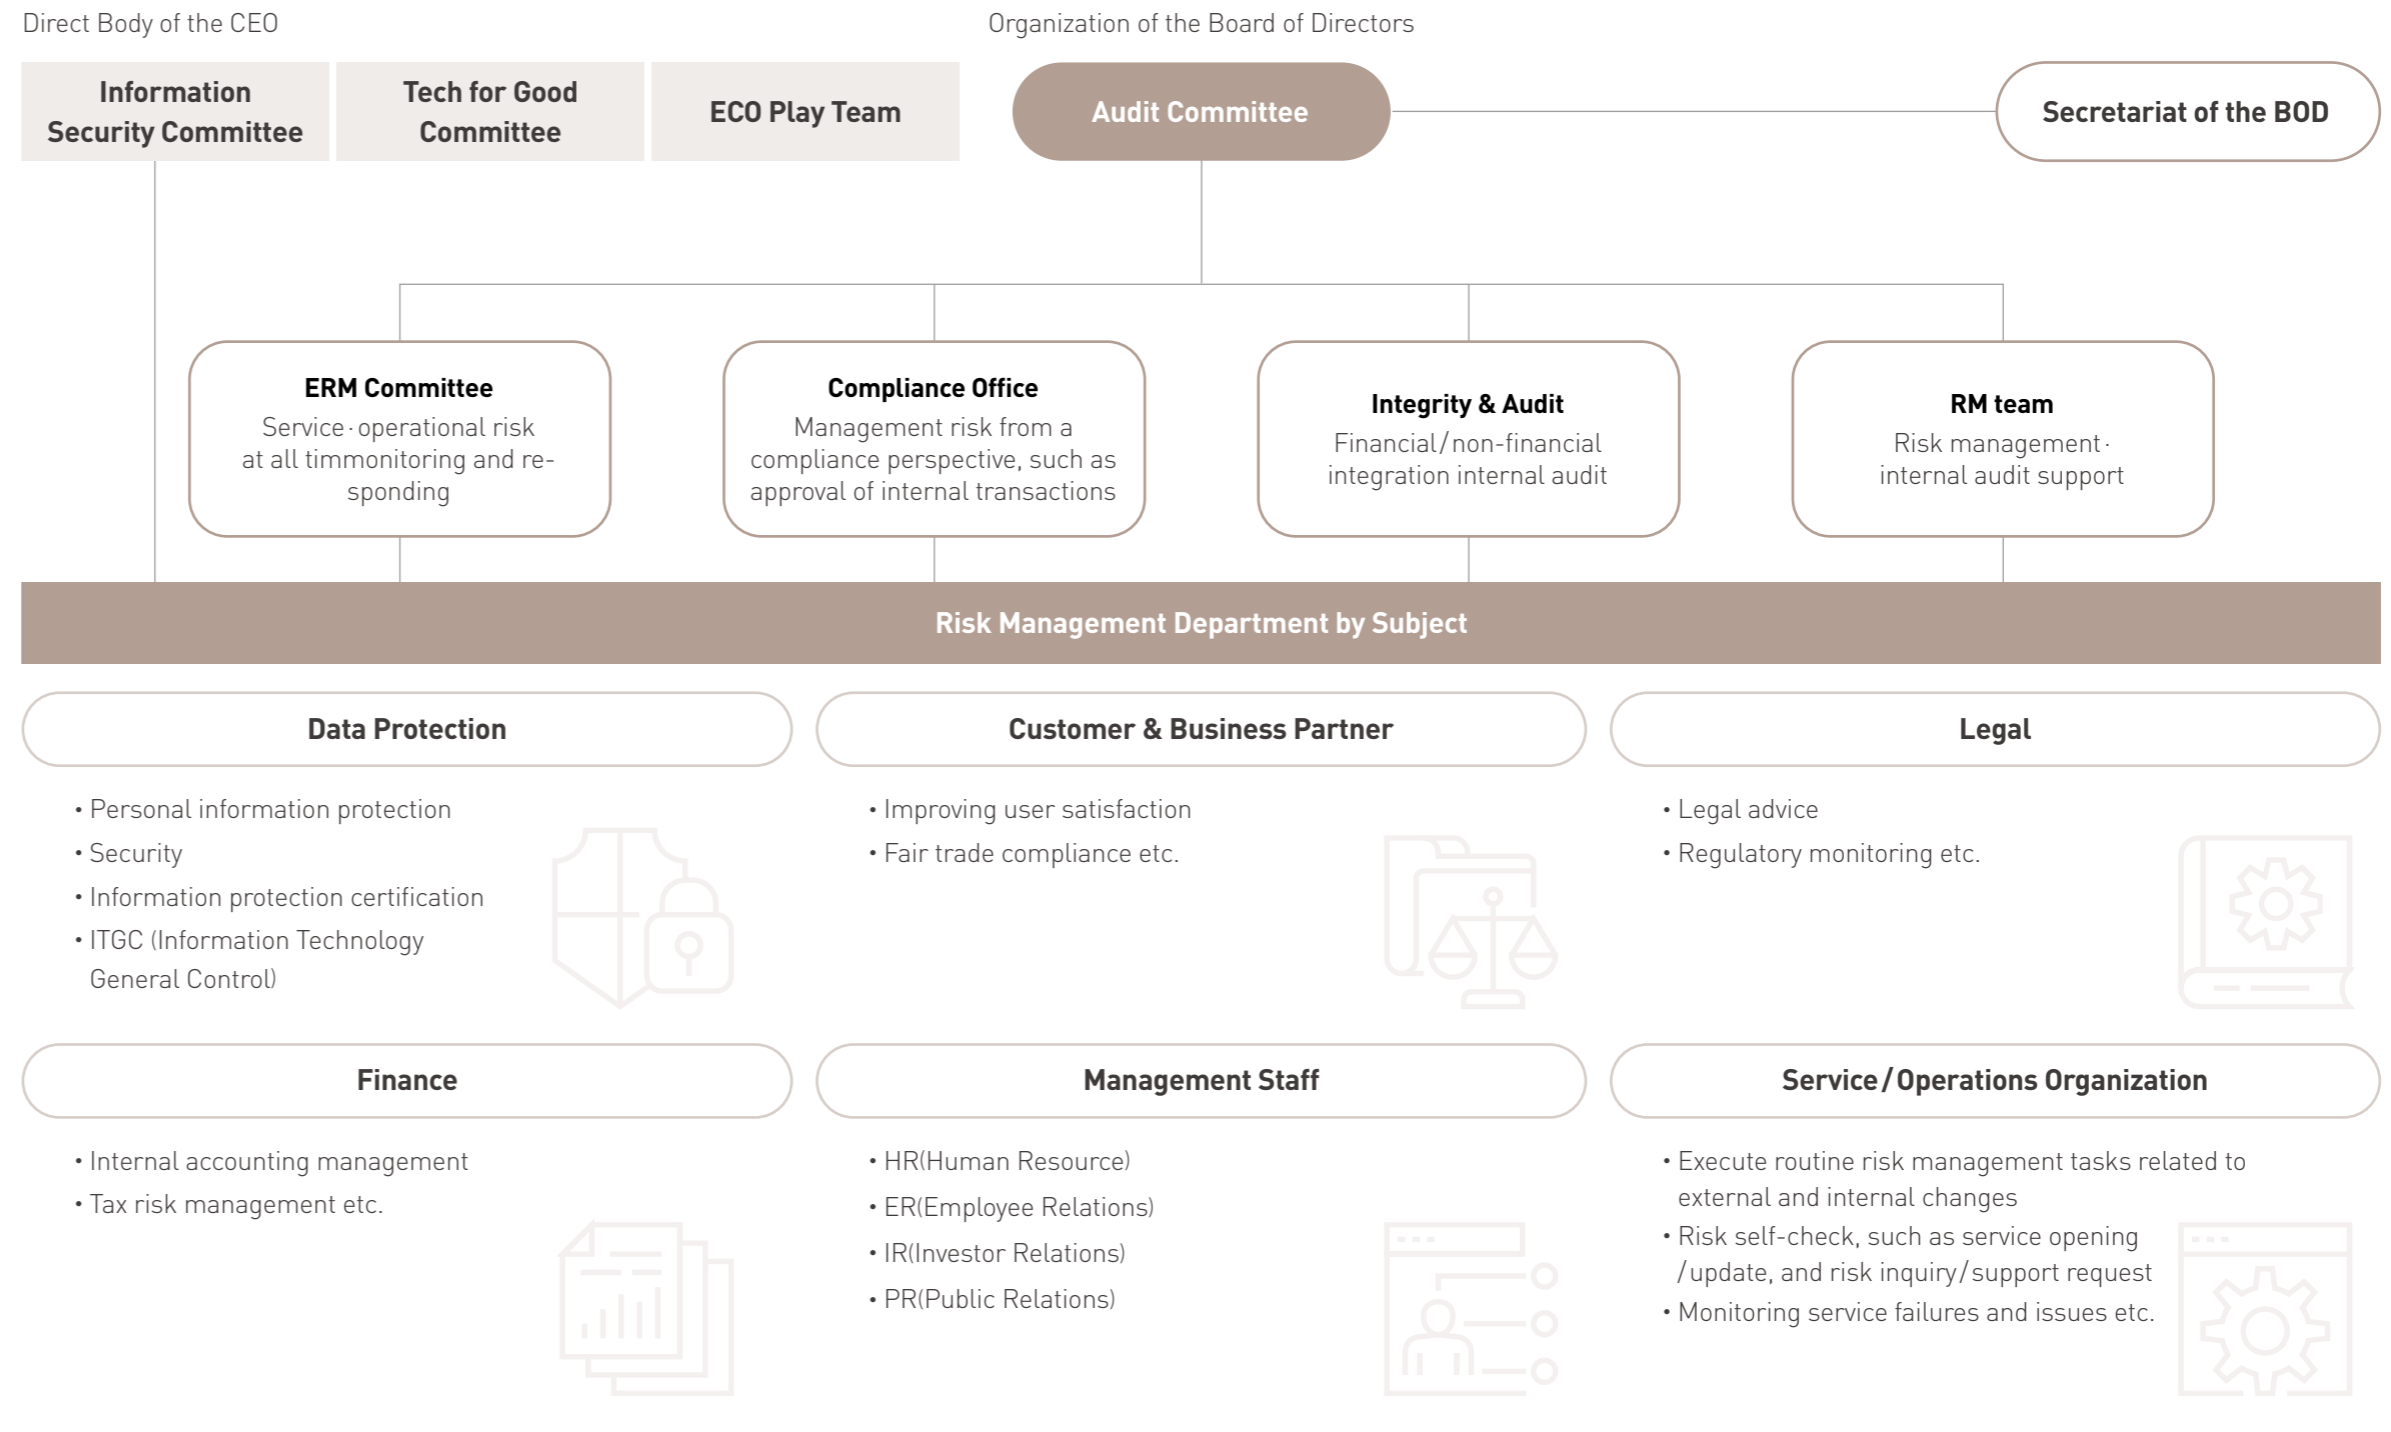 Direct Body of the CEO
Organization of the Board of Directors
Information
Security Committee
Tech for Good
Committee
ECO Play Team
Audit Committee
Secretariat of the BOD
ERM Committee
Service · operational risk
at all timmonitoring and re-
sponding
Compliance Office
Management risk from a
compliance perspective, such as
approval of internal transactions
Integrity & Audit
Financial/non-financial
integration internal audit
RM team
Risk management ·
internal audit support
Risk Management Department by Subject
Data Protection
• Personal information protection
• Security
• Information protection certification
• ITGC (Information Technology
General Control)
Customer & Business Partner
• Improving user satisfaction
• Fair trade compliance etc.
Legal
• Legal advice
• Regulatory monitoring etc.
Finance
• Internal accounting management
• Tax risk management etc.
Management Staff
• HR(Human Resource)
• ER(Employee Relations)
• IR(Investor Relations)
• PR(Public Relations)
Service/Operations Organization
• Execute routine risk management tasks related to
external and internal changes
• Risk self-check, such as service opening
/update, and risk inquiry/support request
• Monitoring service failures and issues etc.